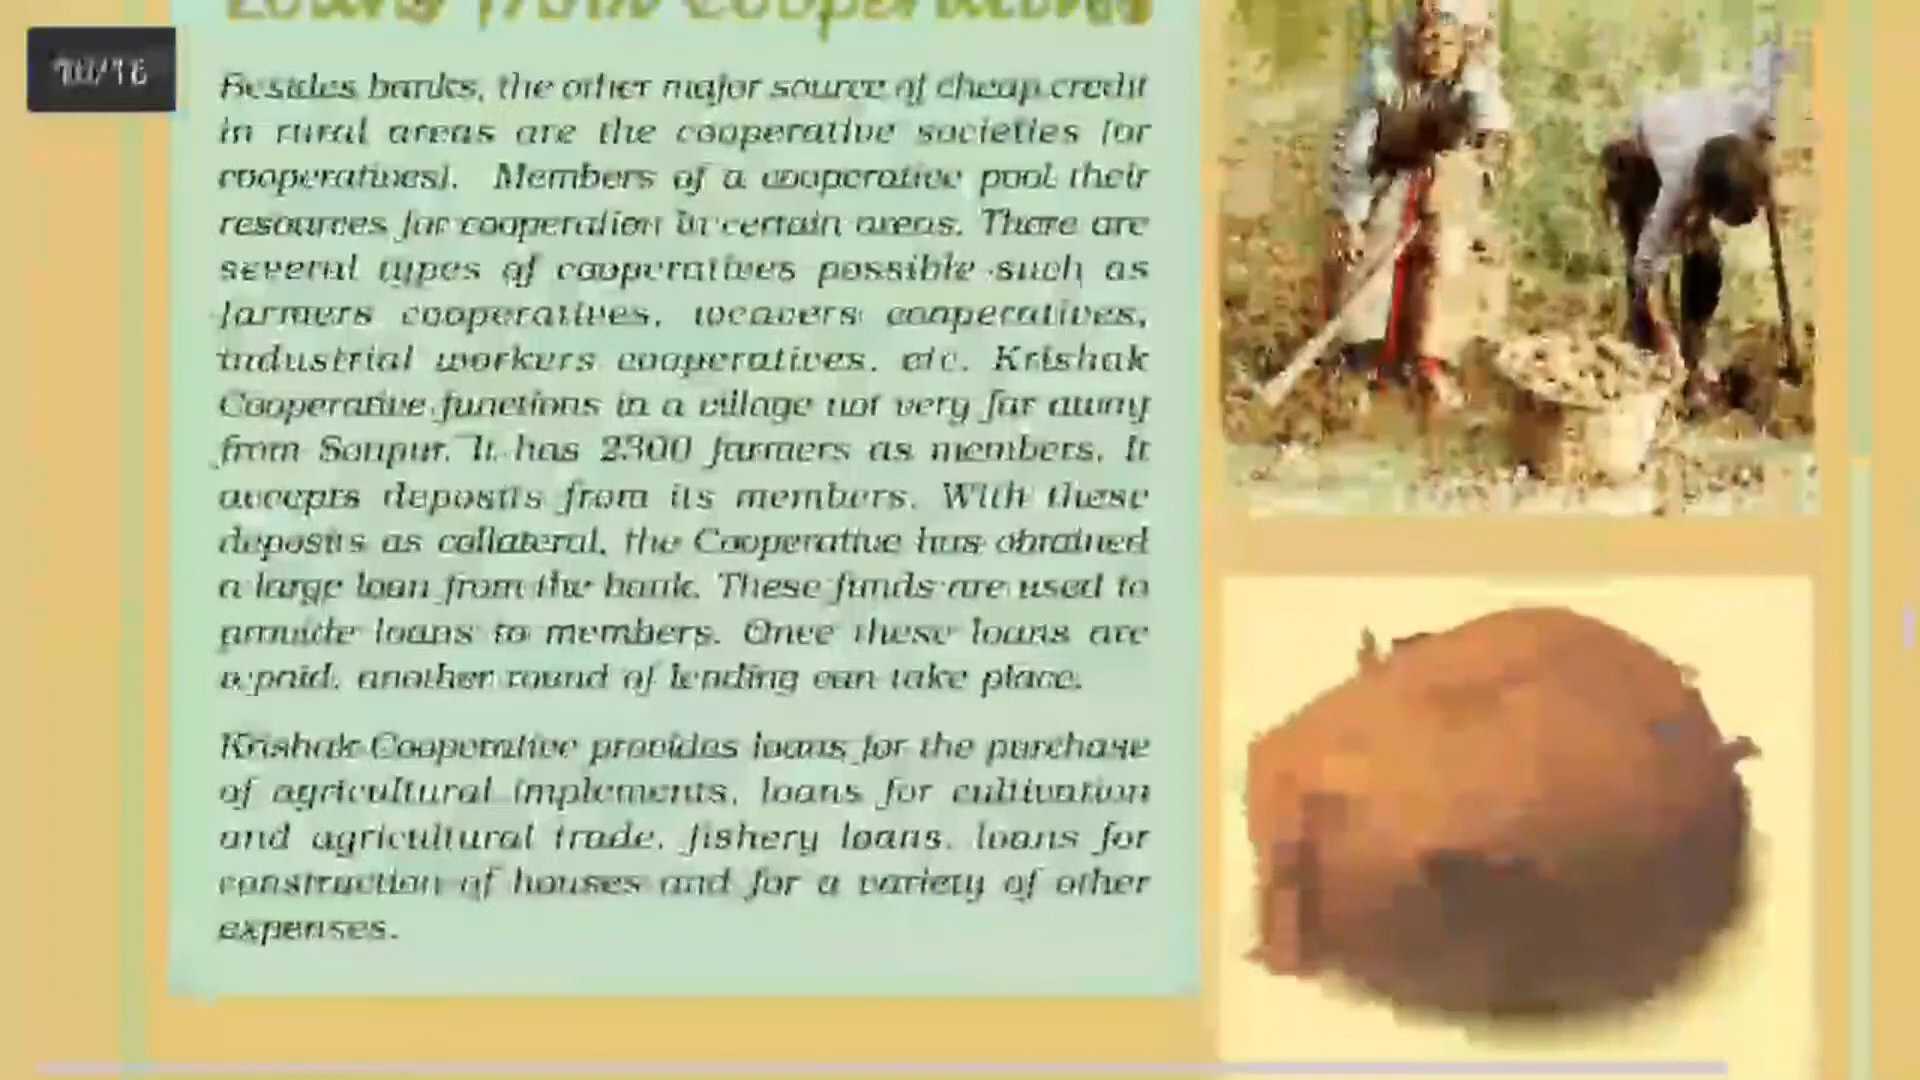 Loans from Cooperatives
Besides banks, the other major source of cheap credit
in rural areas are the cooperative societies (or
cooperatives). Members of a cooperative pool their
resources for cooperation in certain areas. There are
several types of cooperatives possible such as
farmers cooperatives, weavers cooperatives,
industrial workers cooperatives, etc. Krishak
Cooperative functions in a village not very far away
from Sonpur. It has 2300 farmers as members. It
accepts deposits from its members. With these
deposits as collateral, the Cooperative has obtained
a large loan from the bank. These funds are used to
provide loans to members. Once these loans are
repaid, another round of lending can take place.
Krishak Cooperative provides loans for the purchase
of agricultural implements, loans for cultivation
and agricultural trade, fishery loans, loans for
construction of houses and for a variety of other
expenses.